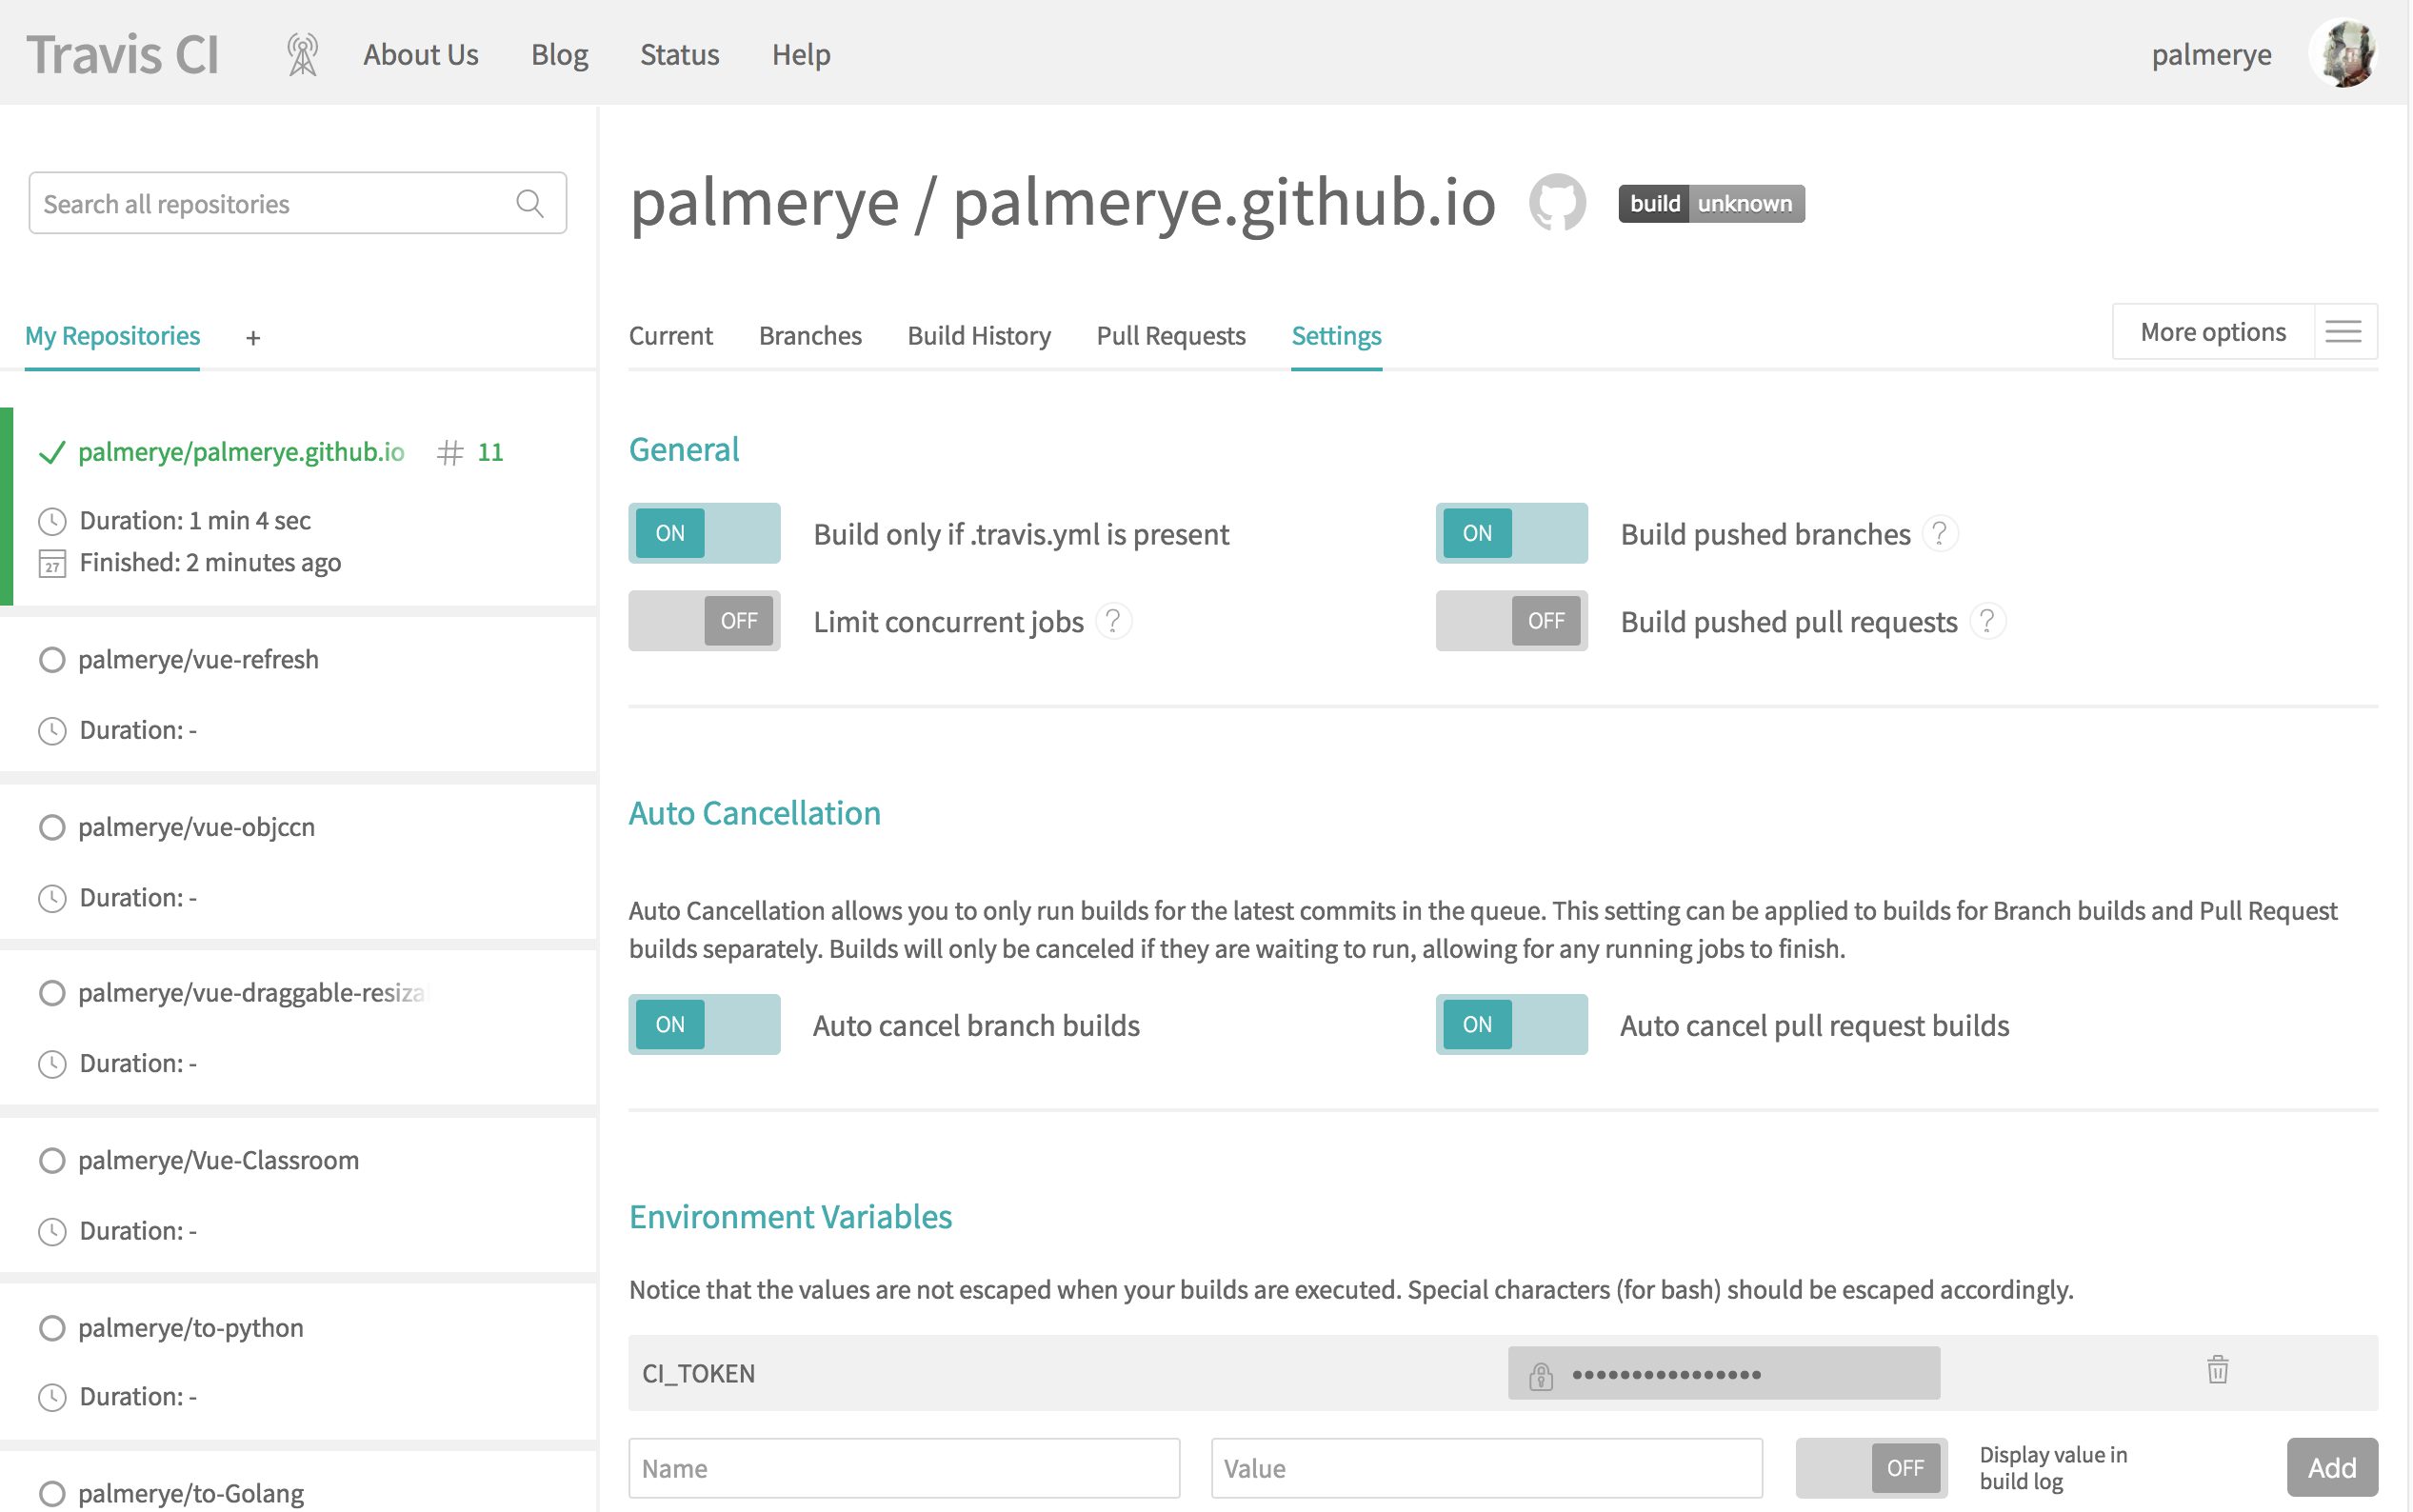 Travis CI
About Us
Blog
Status
Help
palmerye
Search all repositories
My Repositories
+
palmerye/palmerye.github.io # 11
Duration: 1 min 4 sec
27
Finished: 2 minutes ago
palmerye/vue-refresh
Duration: -
palmerye/vue-objccn
Duration: -
palmerye/vue-draggable-resiza
Duration: -
palmerye/Vue-Classroom
Duration: -
palmerye/to-python
Duration: -
palmerye/to-Golang
palmerye / palmerye.github.io
build unknown
Current
Branches
Build History
Pull Requests
Settings
More options
General
ON
Build only if .travis.yml is present
ON
Build pushed branches ?
OFF
Limit concurrent jobs ?
OFF
Build pushed pull requests ?
Auto Cancellation
Auto Cancellation allows you to only run builds for the latest commits in the queue. This setting can be applied to builds for Branch builds and Pull Request
builds separately. Builds will only be canceled if they are waiting to run, allowing for any running jobs to finish.
ON
Auto cancel branch builds
ON
Auto cancel pull request builds
Environment Variables
Notice that the values are not escaped when your builds are executed. Special characters (for bash) should be escaped accordingly.
CI_TOKEN
••••••••••••••••
Name
Value
OFF
Display value in
build log
Add